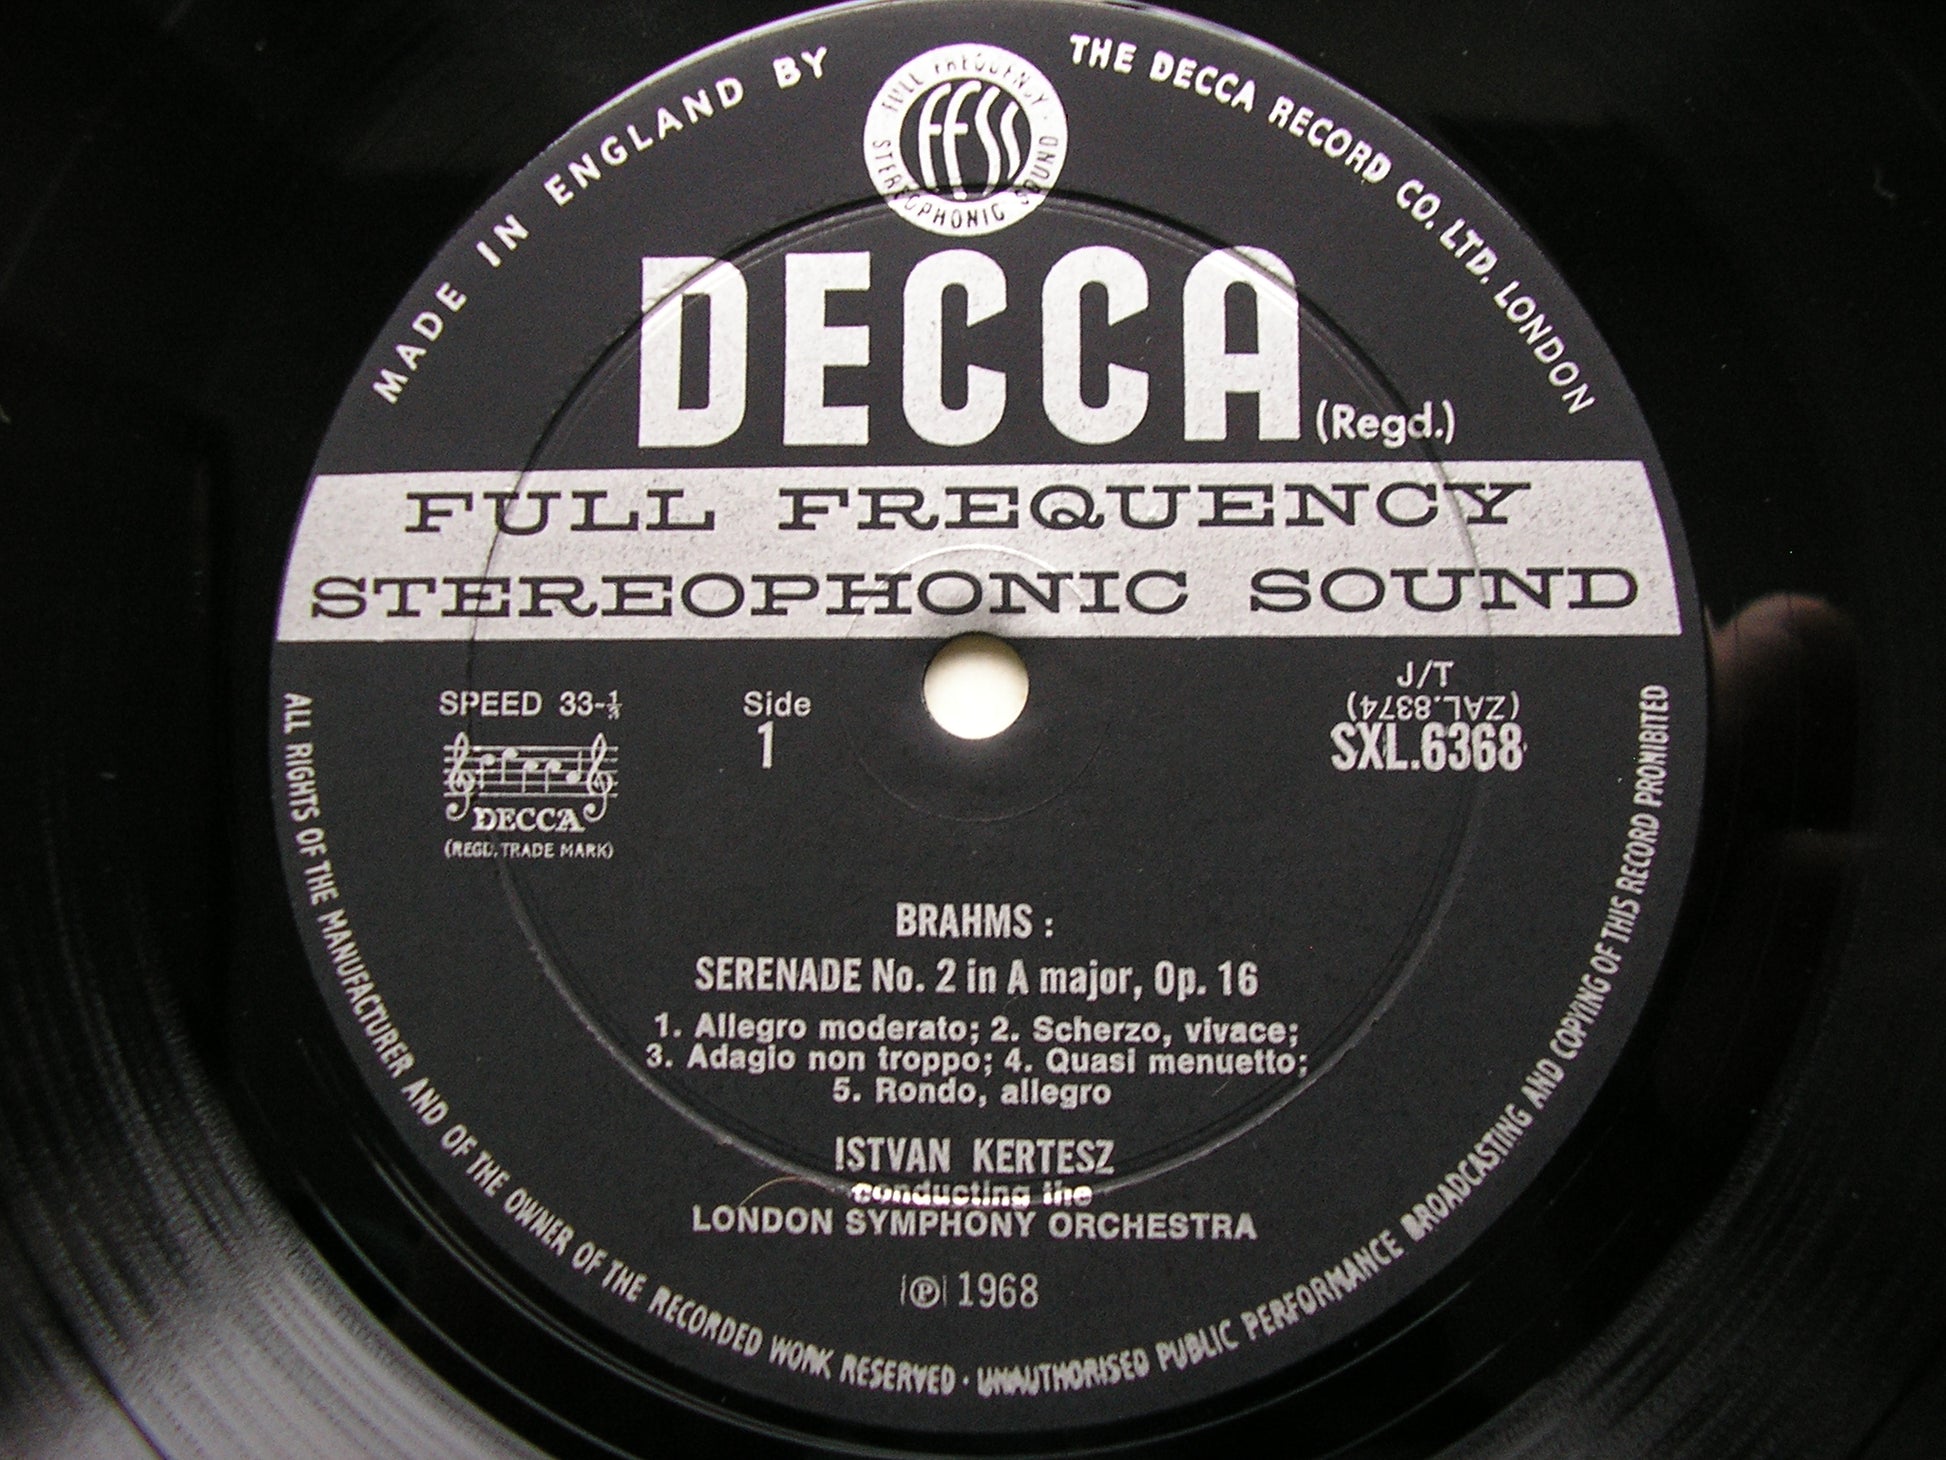 MADE IN ENGLAND BY
THE DECCA RECORD CO. LTD. LONDON
FULL FREQUENCY · STEREOPHONIC SOUND ·
FFSS
DECCA (Regd.)
FULL FREQUENCY
STEREOPHONIC SOUND
SPEED 33-⅓
DECCA
(REGD. TRADE MARK)
Side
1
J/T
(ZAL.8374)
SXL.6368
BRAHMS :
SERENADE No. 2 in A major, Op. 16
1. Allegro moderato; 2. Scherzo, vivace;
3. Adagio non troppo; 4. Quasi menuetto;
5. Rondo, allegro
ISTVAN KERTESZ
conducting the
LONDON SYMPHONY ORCHESTRA
℗ 1968
ALL RIGHTS OF THE MANUFACTURER AND OF THE OWNER OF THE RECORDED WORK RESERVED · UNAUTHORISED PUBLIC PERFORMANCE BROADCASTING AND COPYING OF THIS RECORD PROHIBITED